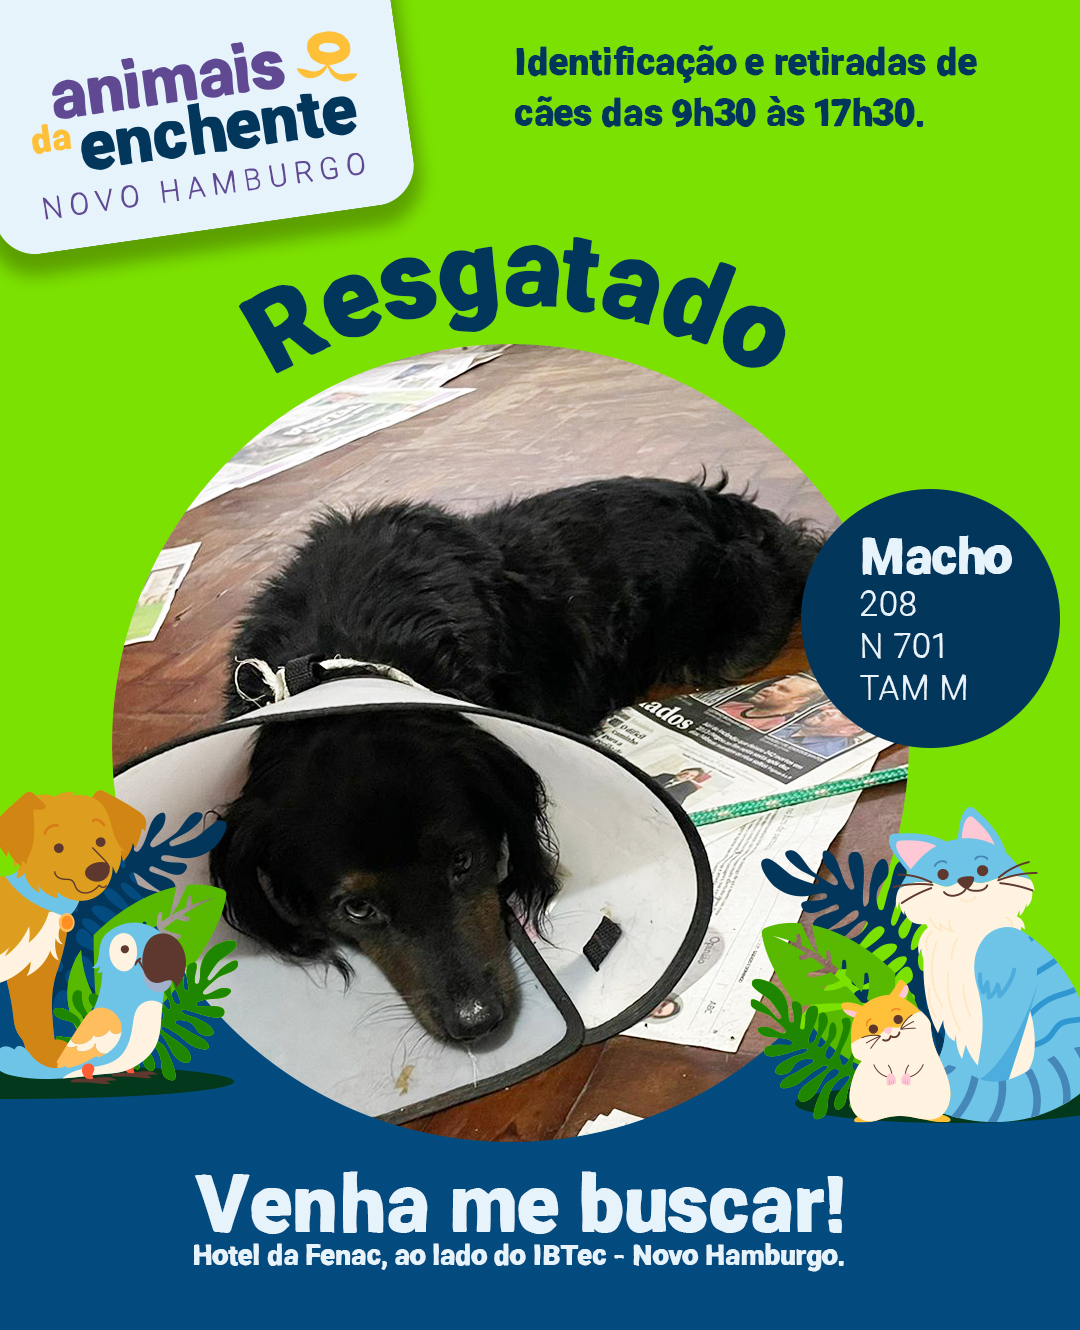 animais
da enchente
NOVO HAMBURGO
Identificação e retiradas de
cães das 9h30 às 17h30.
Resgatado
Macho
208
N 701
TAM M
Venha me buscar!
Hotel da Fenac, ao lado do IBTec - Novo Hamburgo.